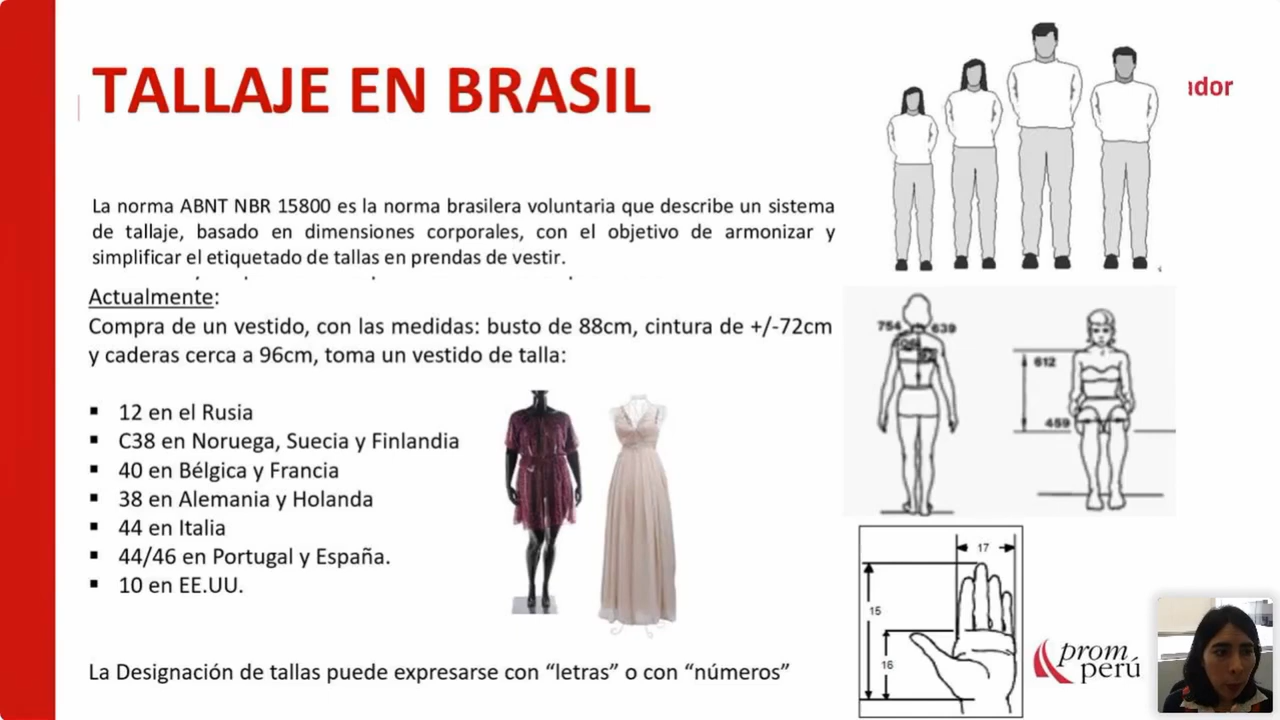 TALLAJE EN BRASIL
ador
La norma ABNT NBR 15800 es la norma brasilera voluntaria que describe un sistema
de tallaje, basado en dimensiones corporales, con el objetivo de armonizar y
simplificar el etiquetado de tallas en prendas de vestir.
Actualmente:
Compra de un vestido, con las medidas: busto de 88cm, cintura de +/-72cm
y caderas cerca a 96cm, toma un vestido de talla:
▪ 12 en el Rusia
▪ C38 en Noruega, Suecia y Finlandia
▪ 40 en Bélgica y Francia
▪ 38 en Alemania y Holanda
▪ 44 en Italia
▪ 44/46 en Portugal y España.
▪ 10 en EE.UU.
La Designación de tallas puede expresarse con “letras” o con “números”
754
639
612
459
17
15
16
prom
perú